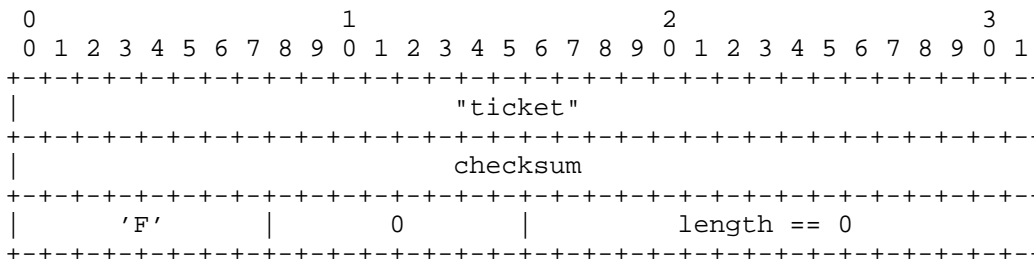 0                   1                   2                   3
0 1 2 3 4 5 6 7 8 9 0 1 2 3 4 5 6 7 8 9 0 1 2 3 4 5 6 7 8 9 0 1
+-+-+-+-+-+-+-+-+-+-+-+-+-+-+-+-+-+-+-+-+-+-+-+-+-+-+-+-+-+-+-+-
|                           "ticket"
+-+-+-+-+-+-+-+-+-+-+-+-+-+-+-+-+-+-+-+-+-+-+-+-+-+-+-+-+-+-+-+-
|                           checksum
+-+-+-+-+-+-+-+-+-+-+-+-+-+-+-+-+-+-+-+-+-+-+-+-+-+-+-+-+-+-+-+-
|      ’F’      |       0       |         length == 0
+-+-+-+-+-+-+-+-+-+-+-+-+-+-+-+-+-+-+-+-+-+-+-+-+-+-+-+-+-+-+-+-